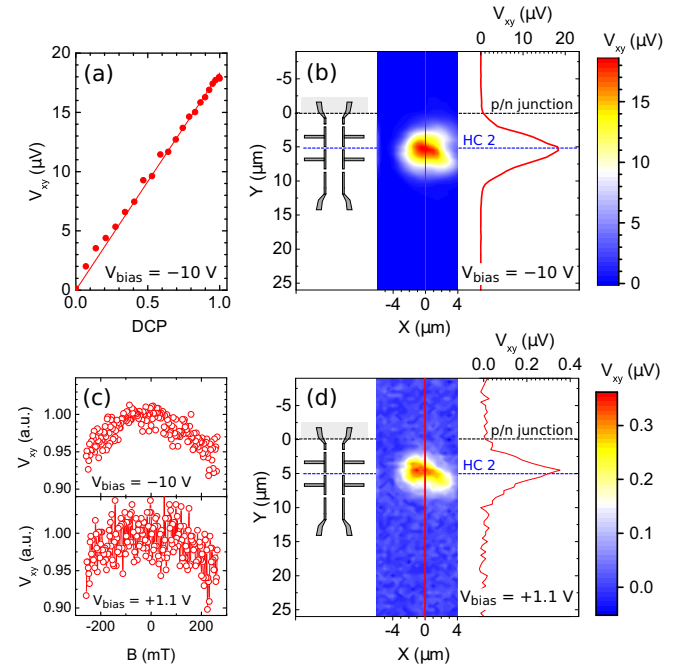 (a)
V_xy (μV)
20
16
12
8
4
0
V_bias = −10 V
0.0 0.5 1.0
DCP
V_xy (μV)
0 10 20
(b)
-5
0
5
10
15
20
25
Y (μm)
p/n junction
HC 2
V_bias = −10 V
-4 0 4
X (μm)
V_xy (μV)
15
10
5
0
(c)
V_xy (a.u.)
1.00
0.95
0.90
V_bias = −10 V
V_xy (a.u.)
1.00
0.95
0.90
V_bias = +1.1 V
-200 0 200
B (mT)
V_xy (μV)
0.0 0.2 0.4
(d)
-5
0
5
10
15
20
25
Y (μm)
p/n junction
HC 2
V_bias = +1.1 V
-4 0 4
X (μm)
V_xy (μV)
0.3
0.2
0.1
0.0